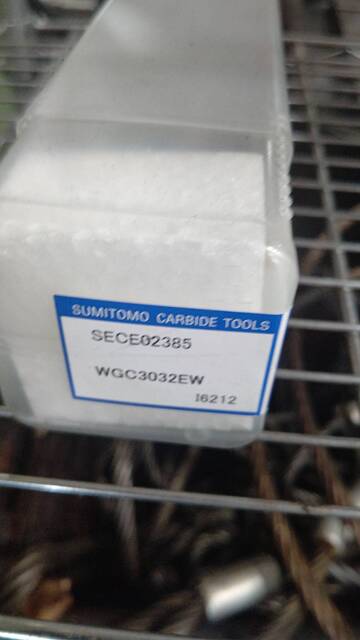 SUMITOMO CARBIDE TOOLS
SECE02385
WGC3032EW
I6212